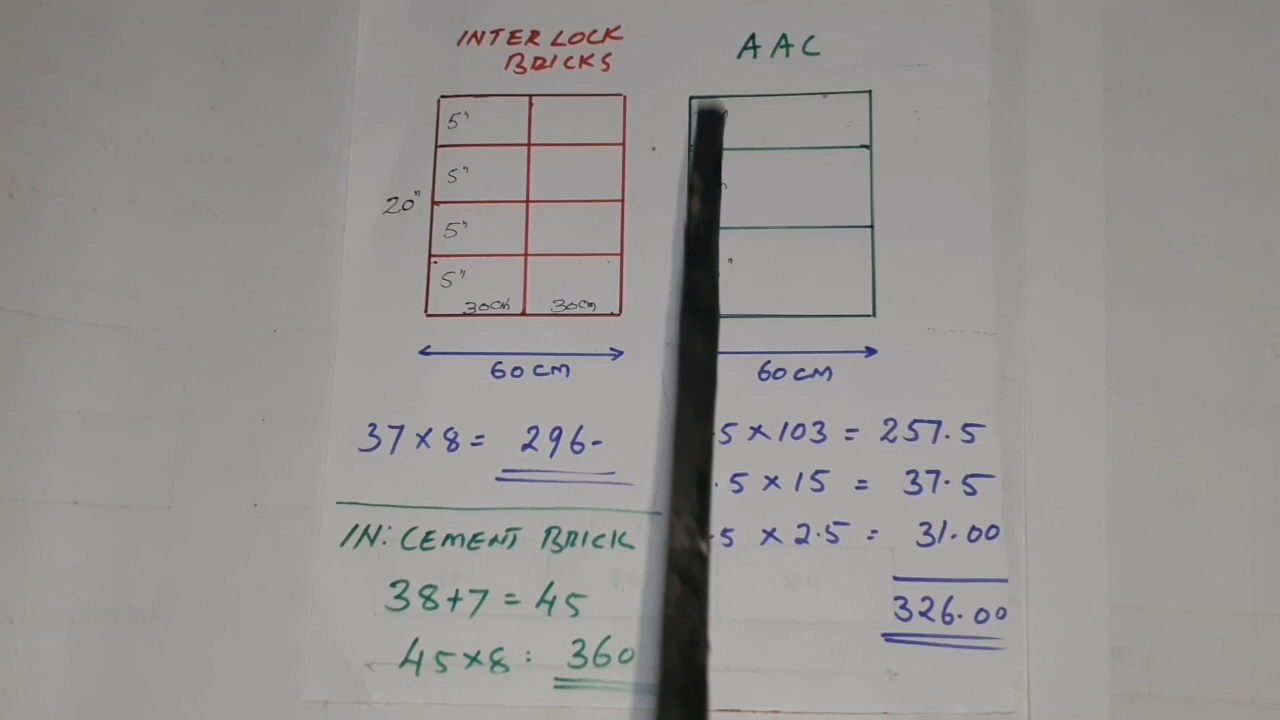 INTERLOCK
BRICKS
5"
5"
20"
5"
5"
30cm 30cm
60 CM
37 x 8 = 296-
IN: CEMENT BRICK
38 + 7 = 45
45 x 8 : 360
AAC
"
60 CM
5 x 103 = 257.5
.5 x 15 = 37.5
.5 x 2.5 = 31.00
326.00